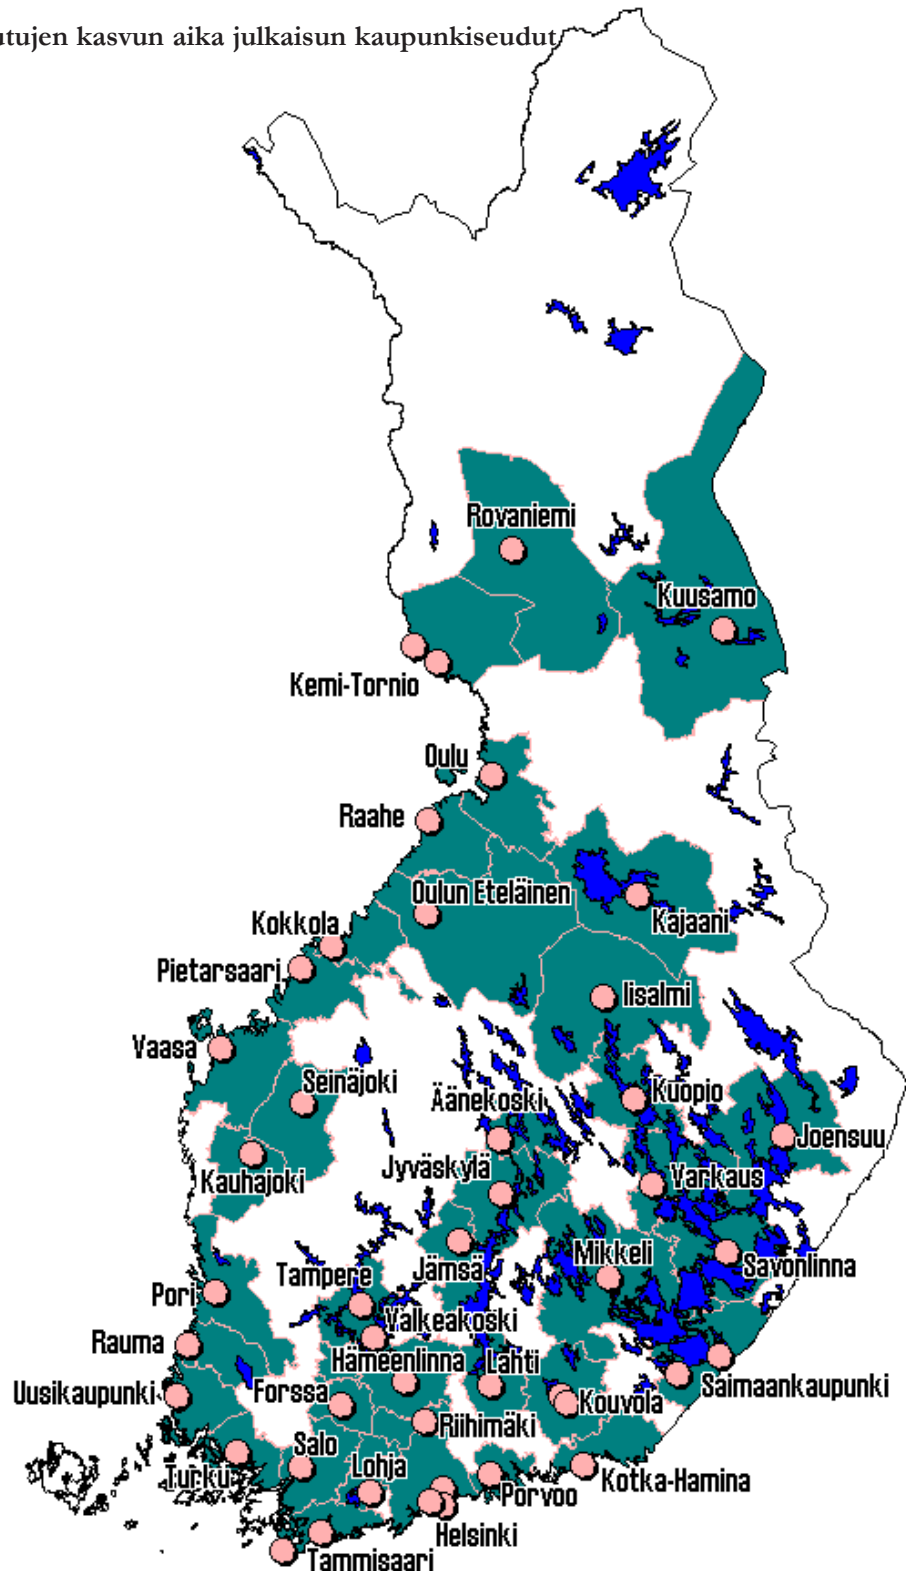 utujen kasvun aika julkaisun kaupunkiseudut
Rovaniemi
Kuusamo
Kemi-Tornio
Oulu
Raahe
Oulun Eteläinen
Kajaani
Kokkola
Pietarsaari
Iisalmi
Vaasa
Seinäjoki
Äänekoski
Kuopio
Joensuu
Kauhajoki
Jyväskylä
Varkaus
Mikkeli
Savonlinna
Jämsä
Tampere
Pori
Valkeakoski
Rauma
Hämeenlinna
Lahti
Saimaankaupunki
Uusikaupunki
Forssa
Kouvola
Riihimäki
Salo
Turku
Lohja
Porvoo
Kotka-Hamina
Helsinki
Tammisaari